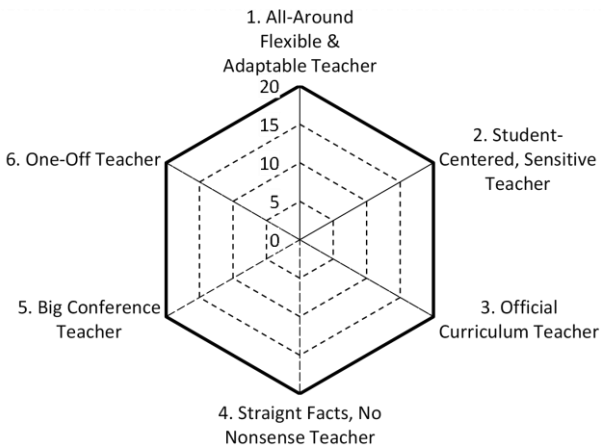 1. All-Around
Flexible &
Adaptable Teacher
20
15
10
5
0
2. Student-
Centered, Sensitive
Teacher
3. Official
Curriculum Teacher
4. Straignt Facts, No
Nonsense Teacher
5. Big Conference
Teacher
6. One-Off Teacher